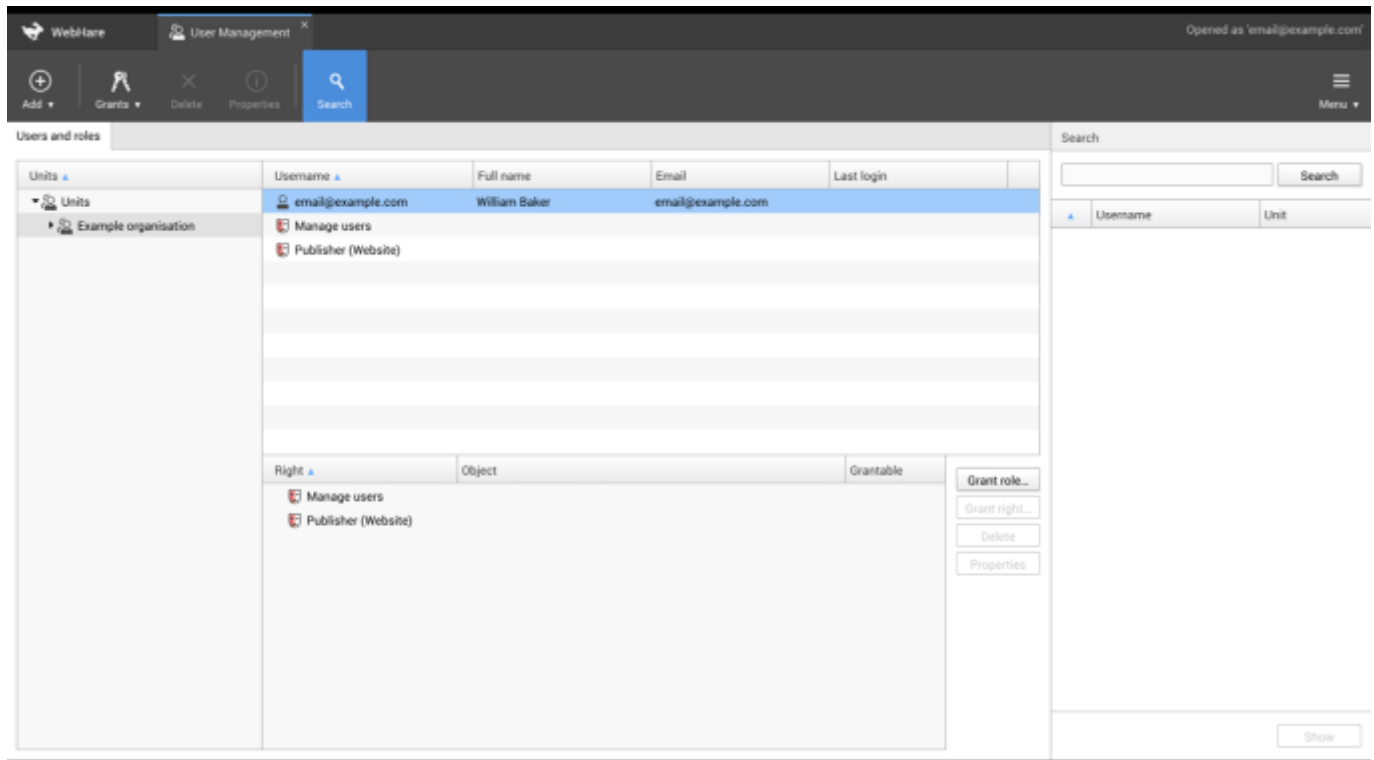 WebHare User Management × Opened as 'email@example.com'
Add ▾ Grants ▾ Delete Properties Search Menu ▾
Users and roles Search
Units Username Full name Email Last login Search
Units email@example.com William Baker email@example.com
Example organisation Manage users Username Unit
Publisher (Website)
Right Object Grantable
Grant role...
Manage users
Grant right...
Publisher (Website)
Delete
Properties
Show